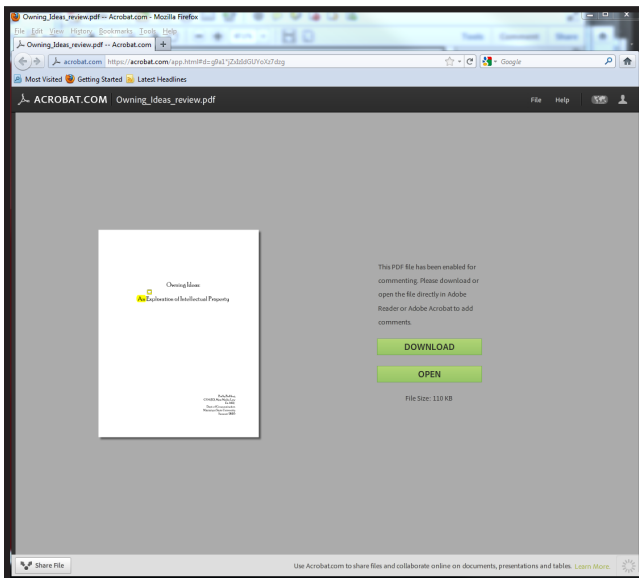 Owning_Ideas_review.pdf -- Acrobat.com - Mozilla Firefox
File Edit View History Bookmarks Tools Help
Owning_Ideas_review.pdf -- Acrobat.com +
Tools Comment Share
acrobat.com https://acrobat.com/app.html#d= Google
Most Visited Getting Started Latest Headlines
ACROBAT.COM Owning_Ideas_review.pdf File Help
Owning Ideas
An Exploration of Intellectual Property
This PDF file has been enabled for
commenting. Please download or
open the file directly in Adobe
Reader or Adobe Acrobat to add
comments.
DOWNLOAD
OPEN
File Size: 110 KB
Share File Use Acrobat.com to share files and collaborate online on documents, presentations and tables. Learn More.